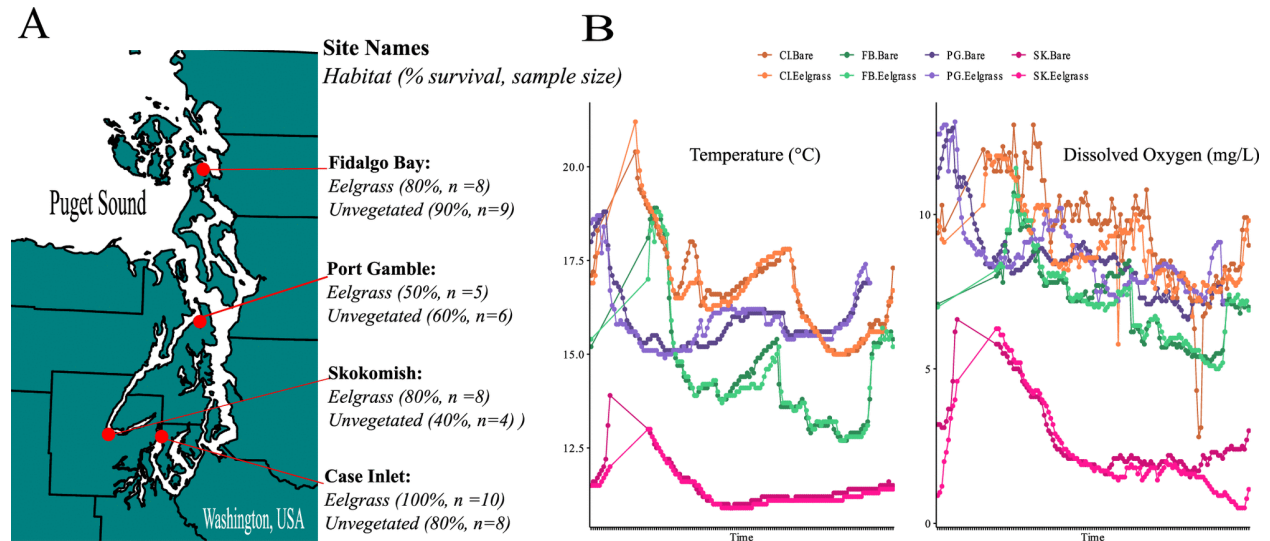 A
Site Names
Habitat (% survival, sample size)
Fidalgo Bay:
Eelgrass (80%, n =8)
Unvegetated (90%, n=9)
Puget Sound
Port Gamble:
Eelgrass (50%, n =5)
Unvegetated (60%, n=6)
Skokomish:
Eelgrass (80%, n =8)
Unvegetated (40%, n=4) )
Case Inlet:
Eelgrass (100%, n =10)
Unvegetated (80%, n=8)
Washington, USA
B
CI.Bare FB.Bare PG.Bare SK.Bare
CI.Eelgrass FB.Eelgrass PG.Eelgrass SK.Eelgrass
Temperature (°C)
20.0
17.5
15.0
12.5
Time
Dissolved Oxygen (mg/L)
10
5
0
Time